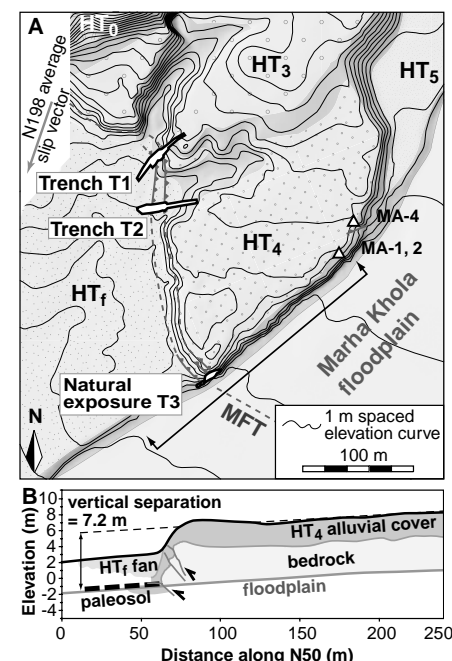 A
HT0
HT3
HT5
N198 average
slip vector
Trench T1
Trench T2
MA-4
HT4
MA-1, 2
HTf
Marha Khola
floodplain
Natural
exposure T3
MFT
N
1 m spaced
elevation curve
100 m
B
Elevation (m)
10
8
6
4
2
0
-2
-4
vertical separation
= 7.2 m
HT4 alluvial cover
HTf fan
bedrock
paleosol
floodplain
0 50 100 150 200 250
Distance along N50 (m)